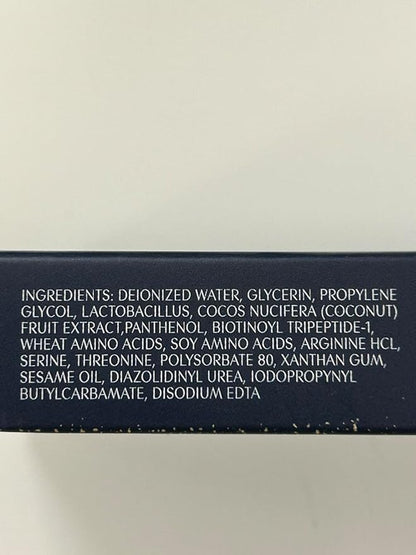 INGREDIENTS: DEIONIZED WATER, GLYCERIN, PROPYLENE
GLYCOL, LACTOBACILLUS, COCOS NUCIFERA (COCONUT)
FRUIT EXTRACT,PANTHENOL, BIOTINOYL TRIPEPTIDE-1,
WHEAT AMINO ACIDS, SOY AMINO ACIDS, ARGININE HCL,
SERINE, THREONINE, POLYSORBATE 80, XANTHAN GUM,
SESAME OIL, DIAZOLIDINYL UREA, IODOPROPYNYL
BUTYLCARBAMATE, DISODIUM EDTA